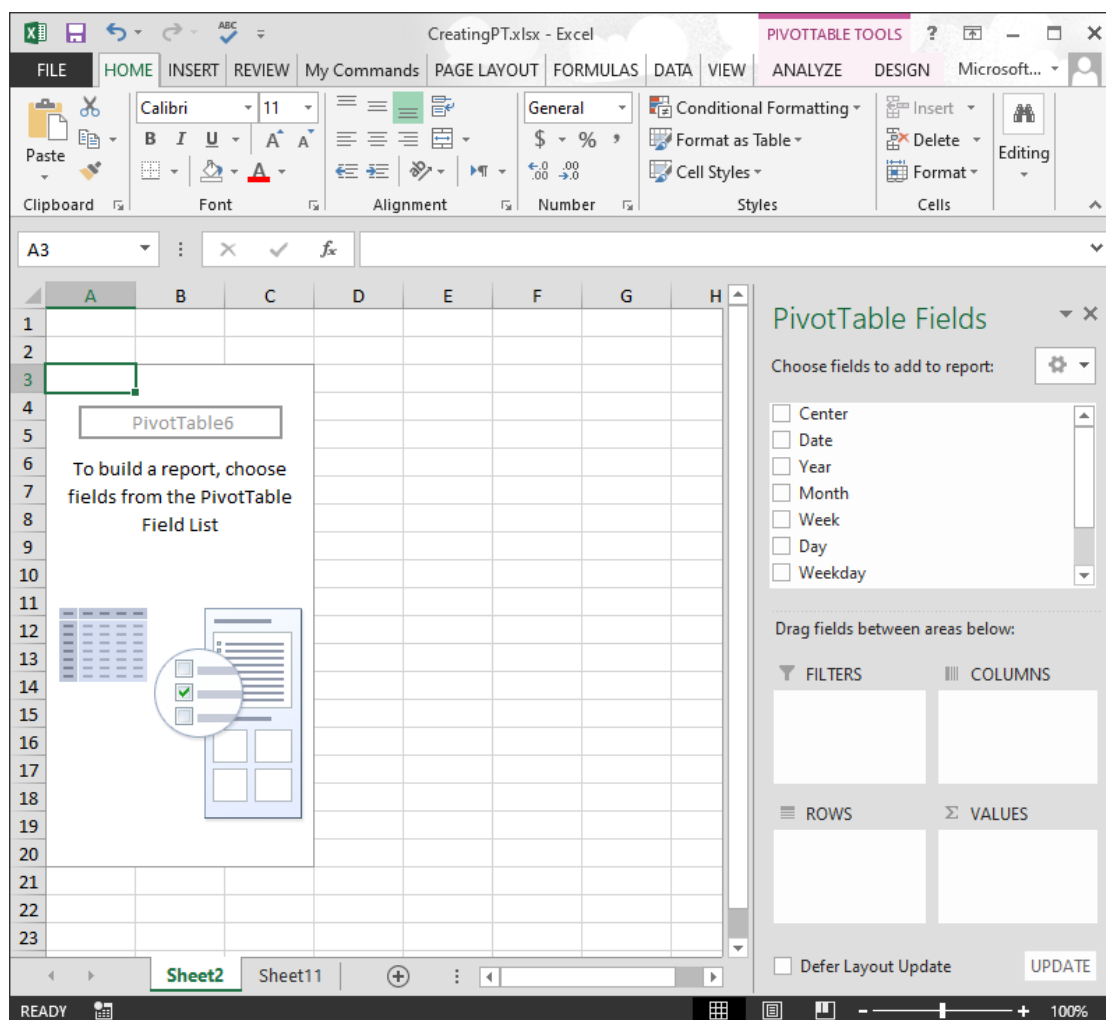 ABC CreatingPT.xlsx - Excel PIVOTTABLE TOOLS ?
FILE HOME INSERT REVIEW My Commands PAGE LAYOUT FORMULAS DATA VIEW ANALYZE DESIGN Microsoft...
Calibri 11 General Conditional Formatting Insert
Paste B I U A A $ % , Format as Table Delete Editing
A .0 .00 .00 .0 Cell Styles Format
Clipboard Font Alignment Number Styles Cells
A3 fx
A B C D E F G H
1
2
3
4
5
6
7
8
9
10
11
12
13
14
15
16
17
18
19
20
21
22
23
PivotTable6
To build a report, choose
fields from the PivotTable
Field List
PivotTable Fields
Choose fields to add to report:
Center
Date
Year
Month
Week
Day
Weekday
Drag fields between areas below:
FILTERS COLUMNS
ROWS Σ VALUES
Defer Layout Update UPDATE
Sheet2 Sheet11
READY 100%